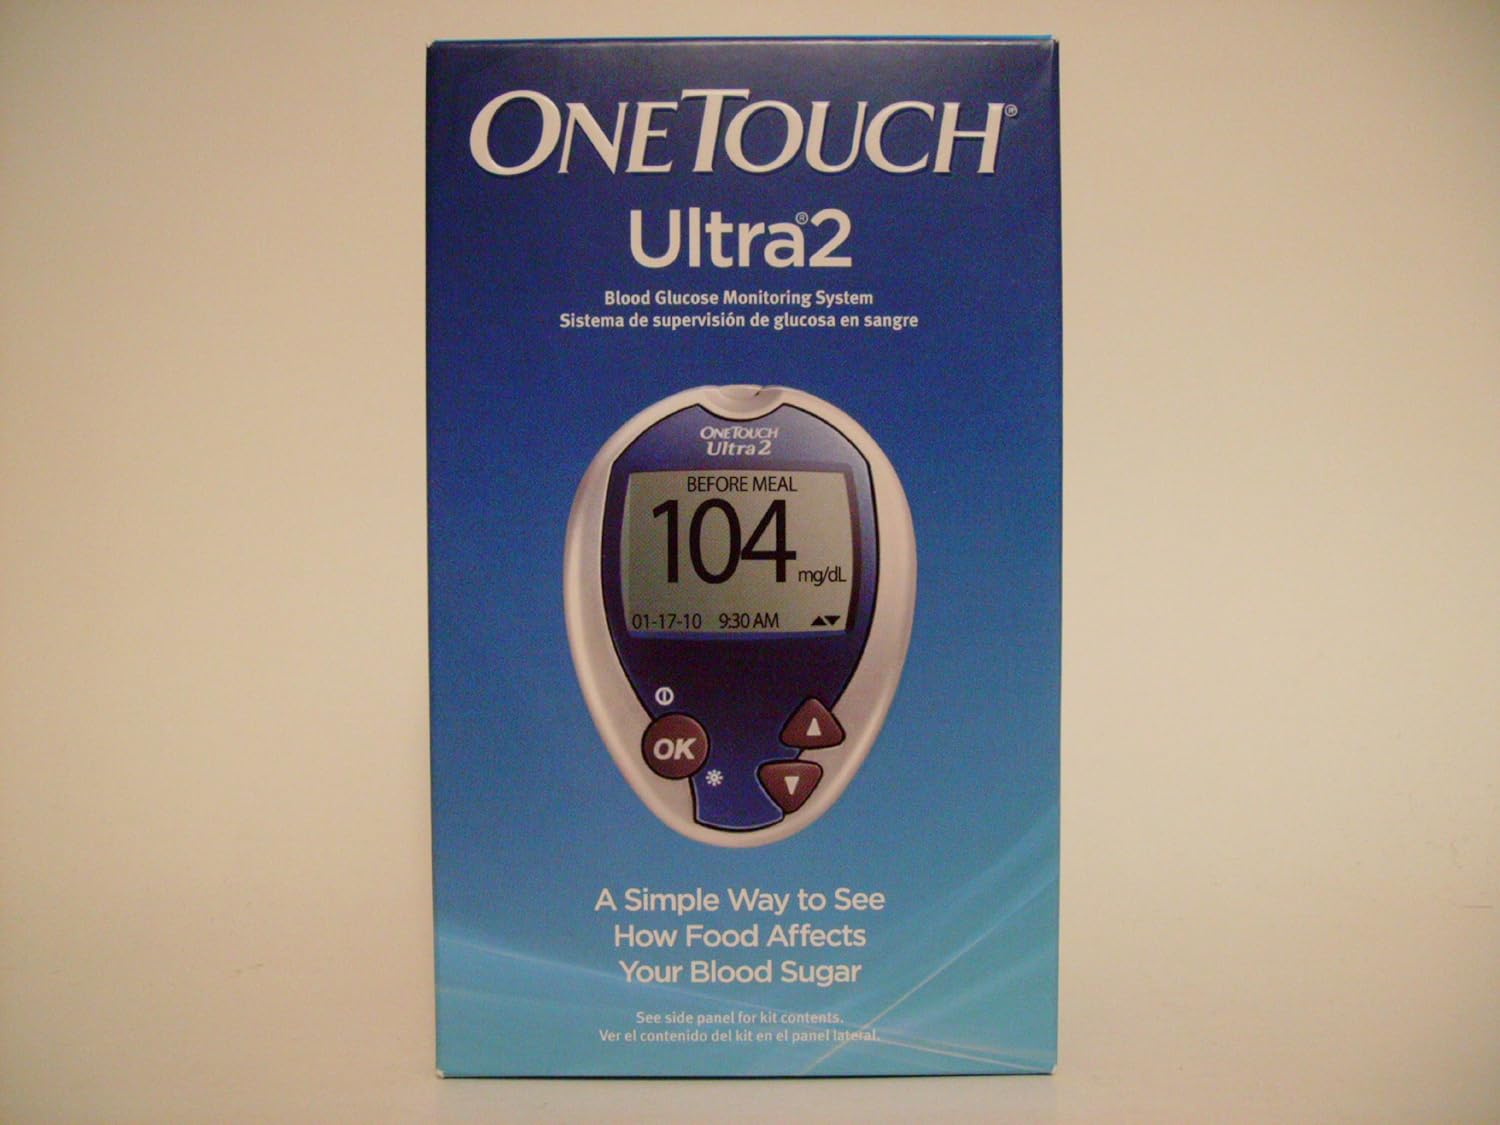 ONETOUCH®
Ultra®2
Blood Glucose Monitoring System
Sistema de supervisión de glucosa en sangre
ONETOUCH
Ultra 2
BEFORE MEAL
104 mg/dL
01-17-10 9:30 AM ▲▼
OK
A Simple Way to See
How Food Affects
Your Blood Sugar
See side panel for kit contents.
Ver el contenido del kit en el panel lateral.